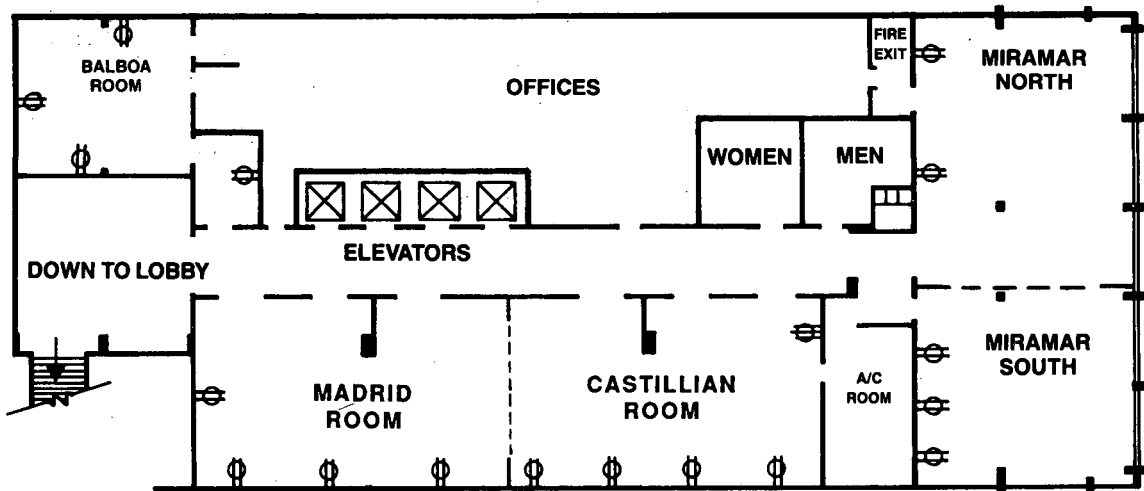 BALBOA
ROOM
OFFICES
FIRE
EXIT
MIRAMAR
NORTH
WOMEN
MEN
ELEVATORS
DOWN TO LOBBY
MADRID
ROOM
CASTILLIAN
ROOM
A/C
ROOM
MIRAMAR
SOUTH